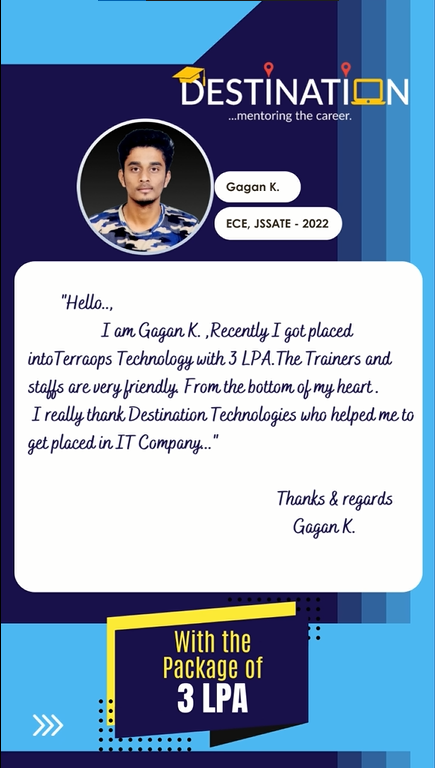 DESTINATION
...mentoring the career.
Gagan K.
ECE, JSSATE - 2022
"Hello..,
I am Gagan K. ,Recently I got placed
intoTerraops Technology with 3 LPA.The Trainers and
staffs are very friendly. From the bottom of my heart .
I really thank Destination Technologies who helped me to
get placed in IT Company..."
Thanks & regards
Gagan K.
With the
Package of
3 LPA